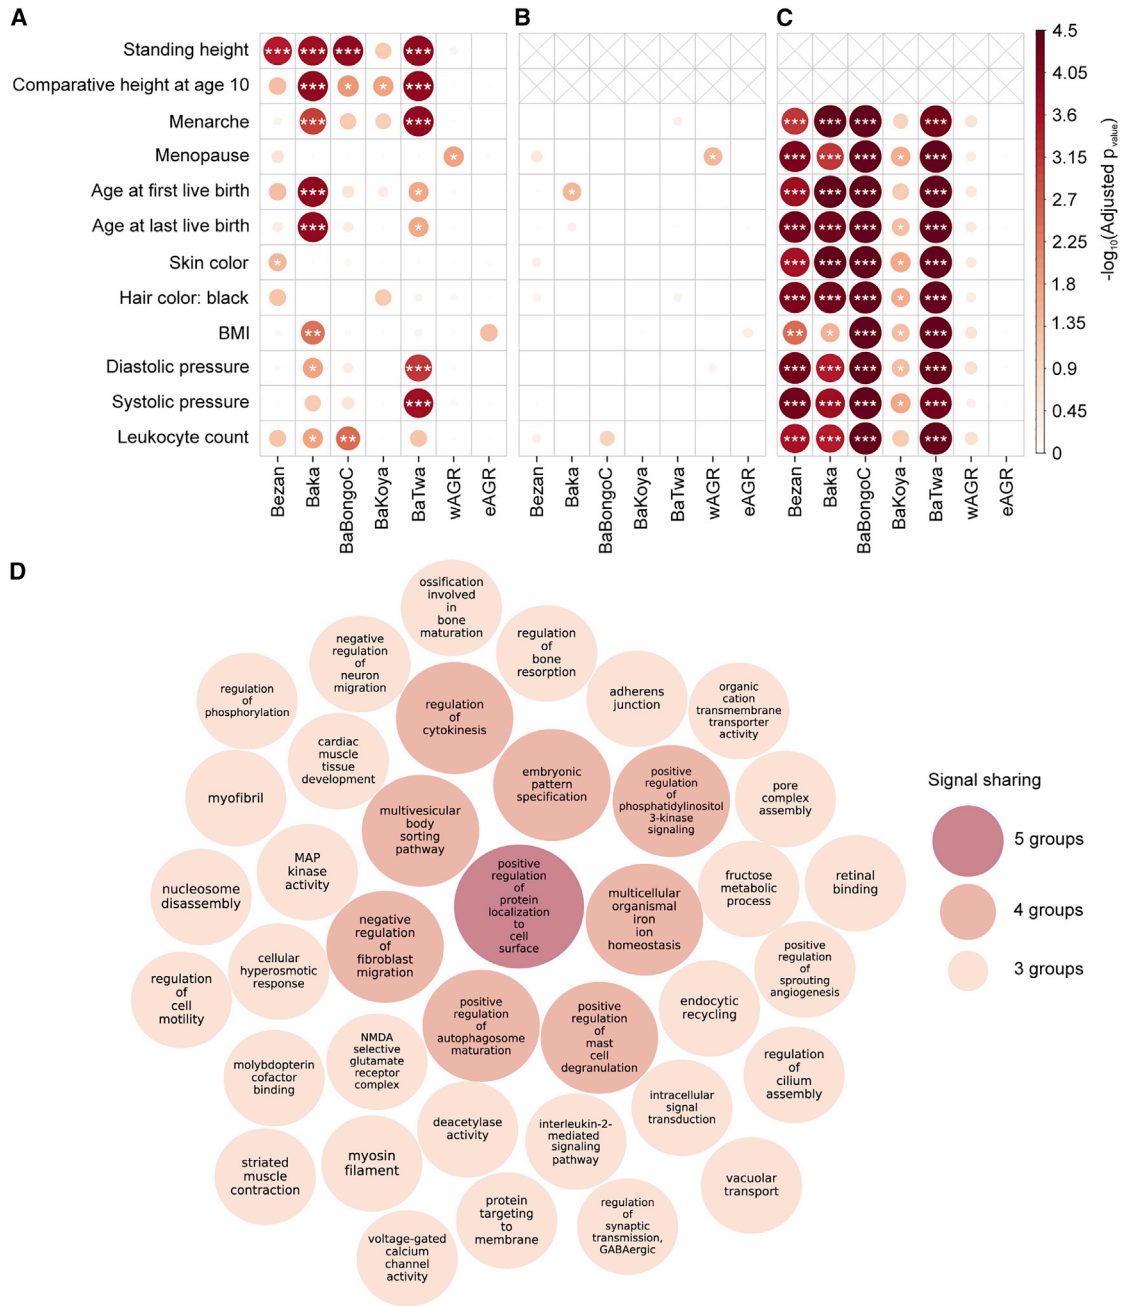 A
B
C
Standing height
*** *** *** ***
Comparative height at age 10
*** * * ***
Menarche
*** *** *** *** *** ***
Menopause
* * *** *** *** * ***
Age at first live birth
*** * * *** *** *** ***
Age at last live birth
*** * *** *** *** * ***
Skin color
* *** *** *** * ***
Hair color: black
*** *** *** * ***
BMI
** ** * *** * ***
Diastolic pressure
* *** *** *** *** * ***
Systolic pressure
*** *** *** *** * ***
Leukocyte count
* ** *** *** *** ***
Bezan
Baka
BaBongoC
BaKoya
BaTwa
wAGR
eAGR
Bezan
Baka
BaBongoC
BaKoya
BaTwa
wAGR
eAGR
Bezan
Baka
BaBongoC
BaKoya
BaTwa
wAGR
eAGR
4.5
4.05
3.6
3.15
2.7
2.25
1.8
1.35
0.9
0.45
0
-log10(Adjusted p value)
D
ossification
involved
in
bone
maturation
negative
regulation
of
neuron
migration
regulation
of
bone
resorption
regulation
of
phosphorylation
regulation
of
cytokinesis
adherens
junction
organic
cation
transmembrane
transporter
activity
cardiac
muscle
tissue
development
embryonic
pattern
specification
positive
regulation
of
phosphatidylinositol
3-kinase
signaling
pore
complex
assembly
myofibril
multivesicular
body
sorting
pathway
MAP
kinase
activity
nucleosome
disassembly
positive
regulation
of
protein
localization
to
cell
surface
multicellular
organismal
iron
ion
homeostasis
fructose
metabolic
process
retinal
binding
negative
regulation
of
fibroblast
migration
cellular
hyperosmotic
response
positive
regulation
of
sprouting
angiogenesis
regulation
of
cell
motility
positive
regulation
of
autophagosome
maturation
positive
regulation
of
mast
cell
degranulation
endocytic
recycling
molybdopterin
cofactor
binding
NMDA
selective
glutamate
receptor
complex
regulation
of
cilium
assembly
deacetylase
activity
interleukin-2-
mediated
signaling
pathway
intracellular
signal
transduction
striated
muscle
contraction
myosin
filament
vacuolar
transport
voltage-gated
calcium
channel
activity
protein
targeting
to
membrane
regulation
of
synaptic
transmission,
GABAergic
Signal sharing
5 groups
4 groups
3 groups